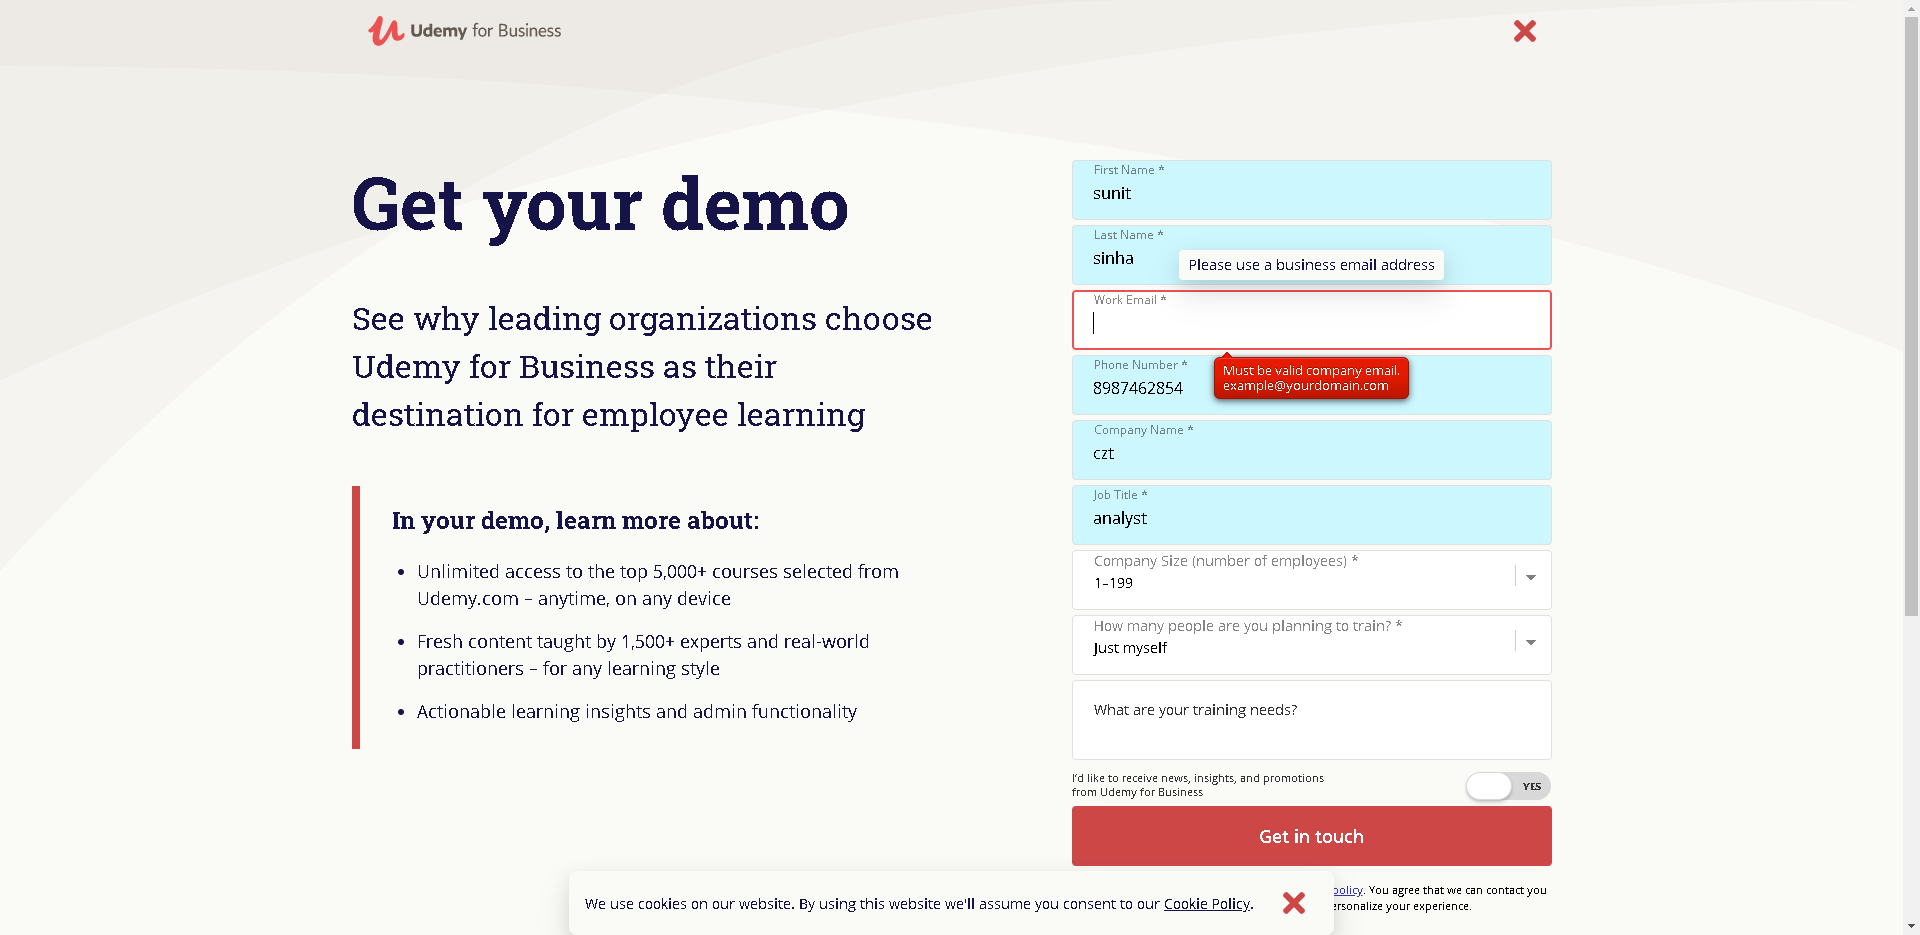 Udemy for Business
Get your demo
See why leading organizations choose
Udemy for Business as their
destination for employee learning
In your demo, learn more about:
Unlimited access to the top 5,000+ courses selected from
Udemy.com – anytime, on any device
Fresh content taught by 1,500+ experts and real-world
practitioners – for any learning style
Actionable learning insights and admin functionality
First Name *
sunit
Last Name *
sinha
Please use a business email address
Work Email *
Must be valid company email.
example@yourdomain.com
Phone Number *
8987462854
Company Name *
czt
Job Title *
analyst
Company Size (number of employees) *
1–199
How many people are you planning to train? *
Just myself
What are your training needs?
I'd like to receive news, insights, and promotions
from Udemy for Business
YES
Get in touch
policy. You agree that we can contact you
ersonalize your experience.
We use cookies on our website. By using this website we'll assume you consent to our Cookie Policy.